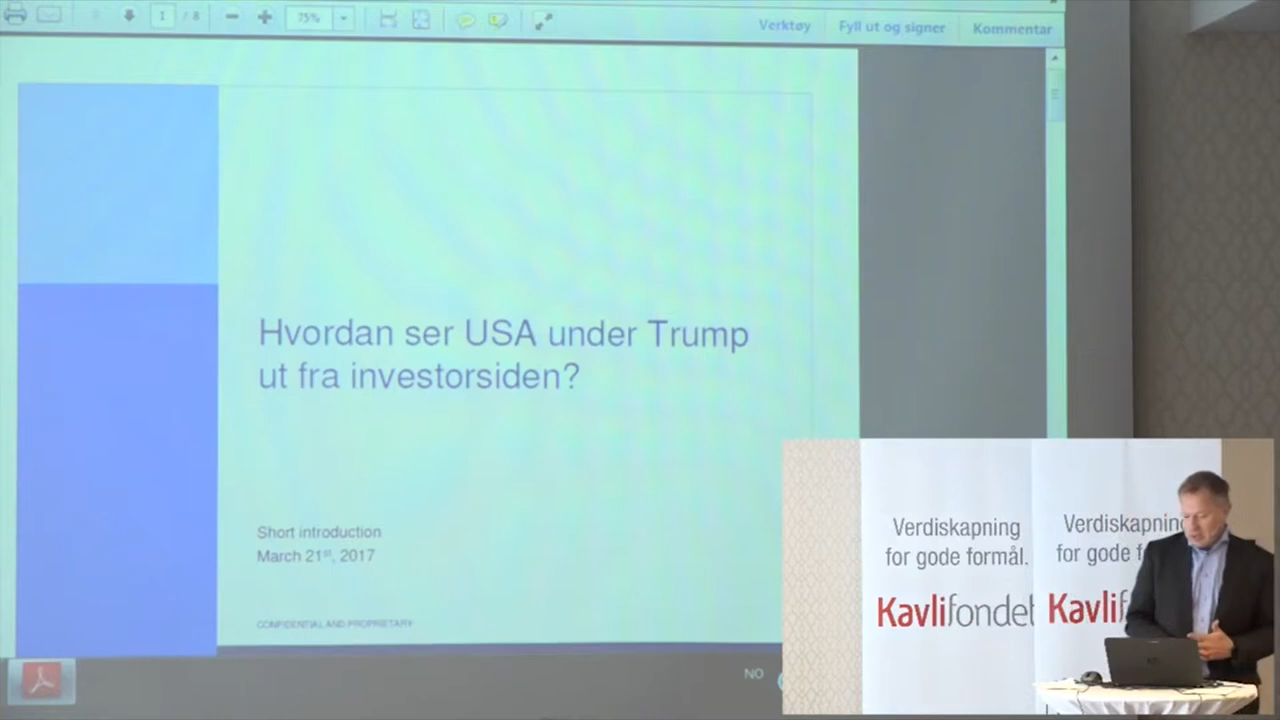 1 / 8
75%
Verktøy
Fyll ut og signer
Kommentar
Hvordan ser USA under Trump
ut fra investorsiden?
Short introduction
March 21st, 2017
CONFIDENTIAL AND PROPRIETARY
NO
Verdiskapning
for gode formål.
Kavlifondet
Verdiskapning
for gode f
Kavlif